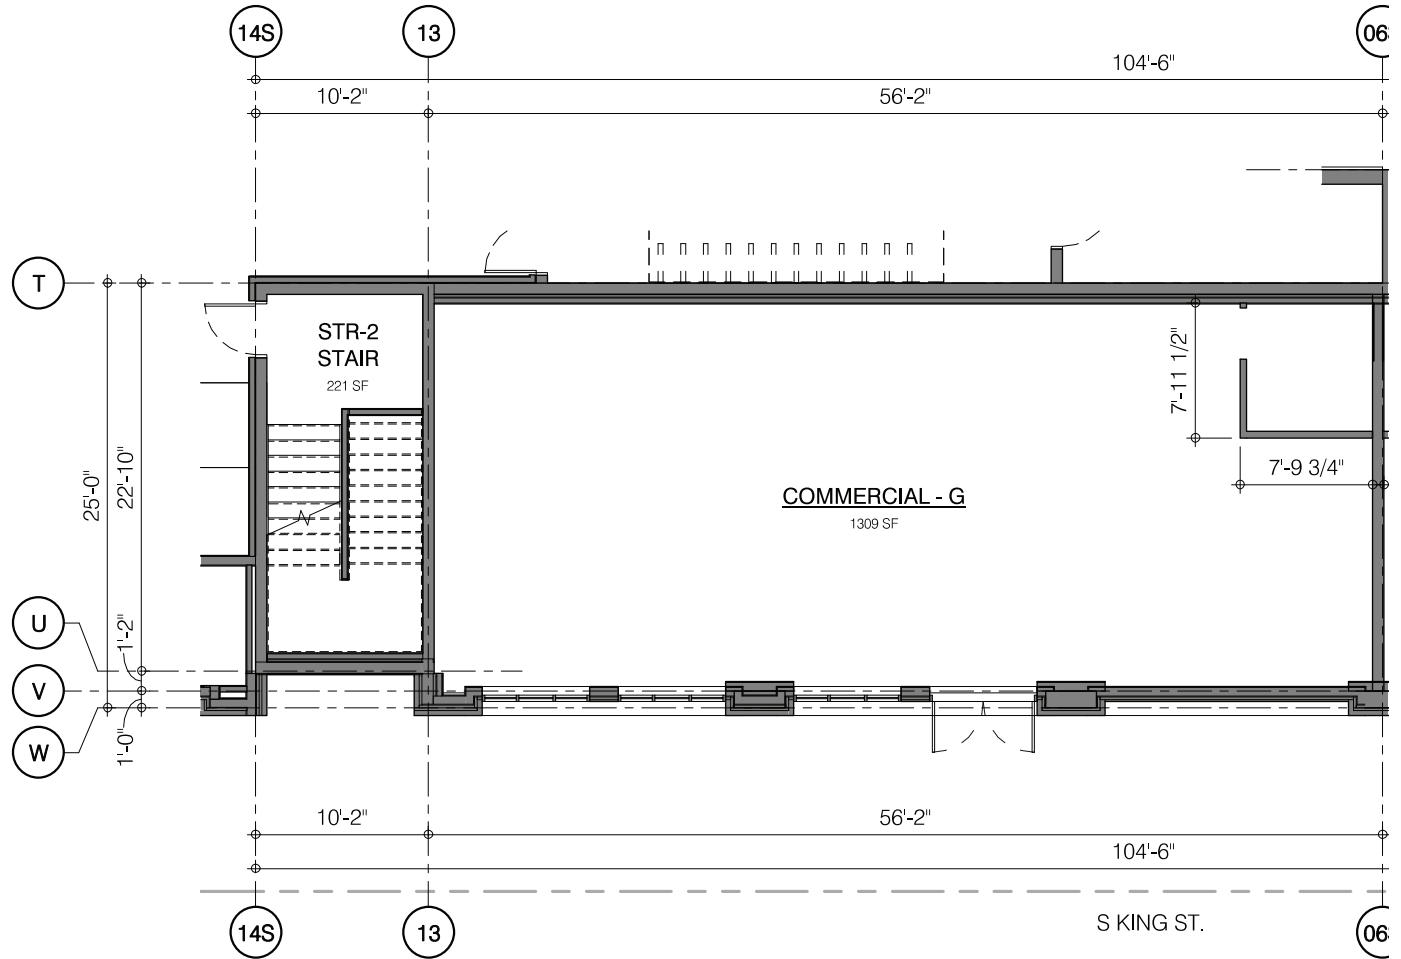 14S
13
06
104'-6"
10'-2"
56'-2"
T
STR-2
STAIR
221 SF
7'-11 1/2"
7'-9 3/4"
COMMERCIAL - G
1309 SF
25'-0"
22'-10"
U
1'-2"
V
W
1'-0"
10'-2"
56'-2"
104'-6"
S KING ST.
14S
13
06